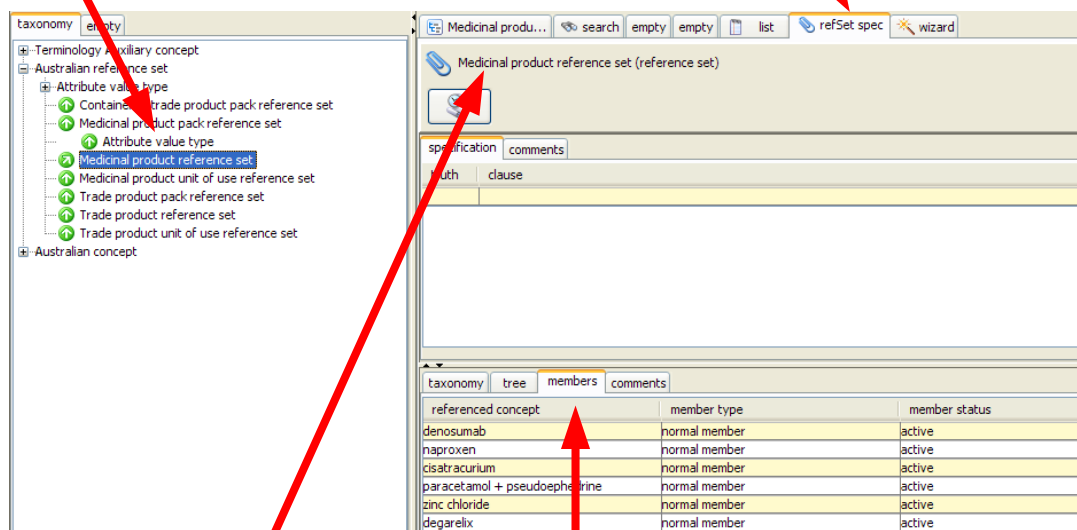 taxonomy empty
Terminology Auxiliary concept
Australian reference set
Attribute value type
Contained trade product pack reference set
Medicinal product pack reference set
Attribute value type
Medicinal product reference set
Medicinal product unit of use reference set
Trade product pack reference set
Trade product reference set
Trade product unit of use reference set
Australian concept
Medicinal produ... search empty empty list refSet spec wizard
Medicinal product reference set (reference set)
specification comments
truth clause
taxonomy tree members comments
referenced concept member type member status
denosumab normal member active
naproxen normal member active
cisatracurium normal member active
paracetamol + pseudoephedrine normal member active
zinc chloride normal member active
degarelix normal member active